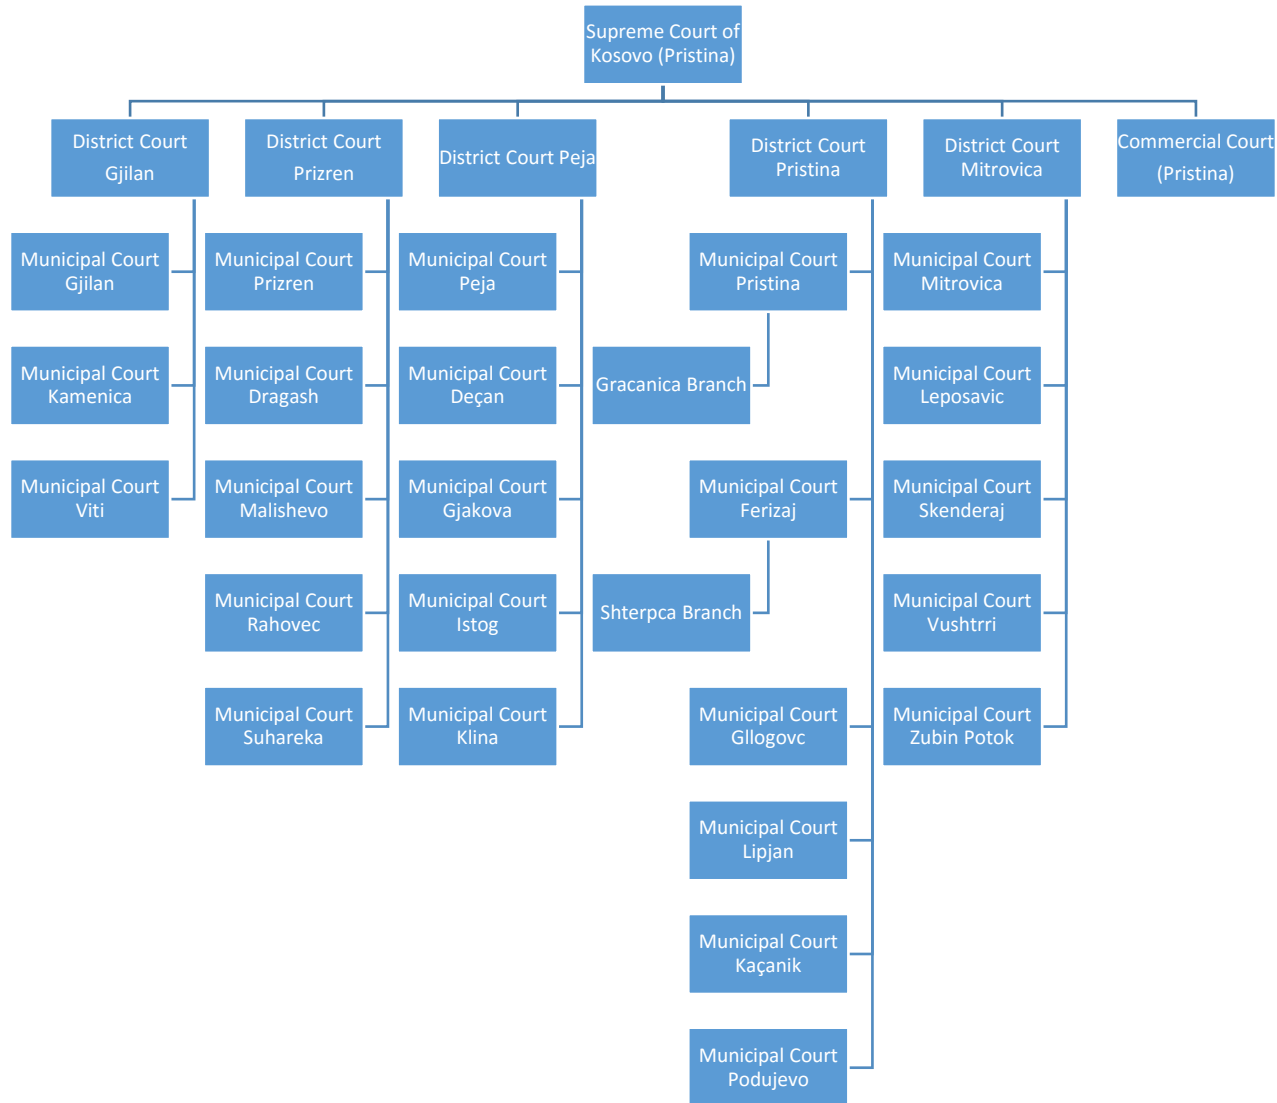 Supreme Court of
Kosovo (Pristina)
District Court
Gjilan
District Court
Prizren
District Court Peja
District Court
Pristina
District Court
Mitrovica
Commercial Court
(Pristina)
Municipal Court
Gjilan
Municipal Court
Prizren
Municipal Court
Peja
Municipal Court
Pristina
Municipal Court
Mitrovica
Municipal Court
Kamenica
Municipal Court
Dragash
Municipal Court
Deçan
Gracanica Branch
Municipal Court
Leposavic
Municipal Court
Viti
Municipal Court
Malishevo
Municipal Court
Gjakova
Municipal Court
Ferizaj
Municipal Court
Skenderaj
Municipal Court
Rahovec
Municipal Court
Istog
Shterpca Branch
Municipal Court
Vushtrri
Municipal Court
Suhareka
Municipal Court
Klina
Municipal Court
Gllogovc
Municipal Court
Zubin Potok
Municipal Court
Lipjan
Municipal Court
Kaçanik
Municipal Court
Podujevo